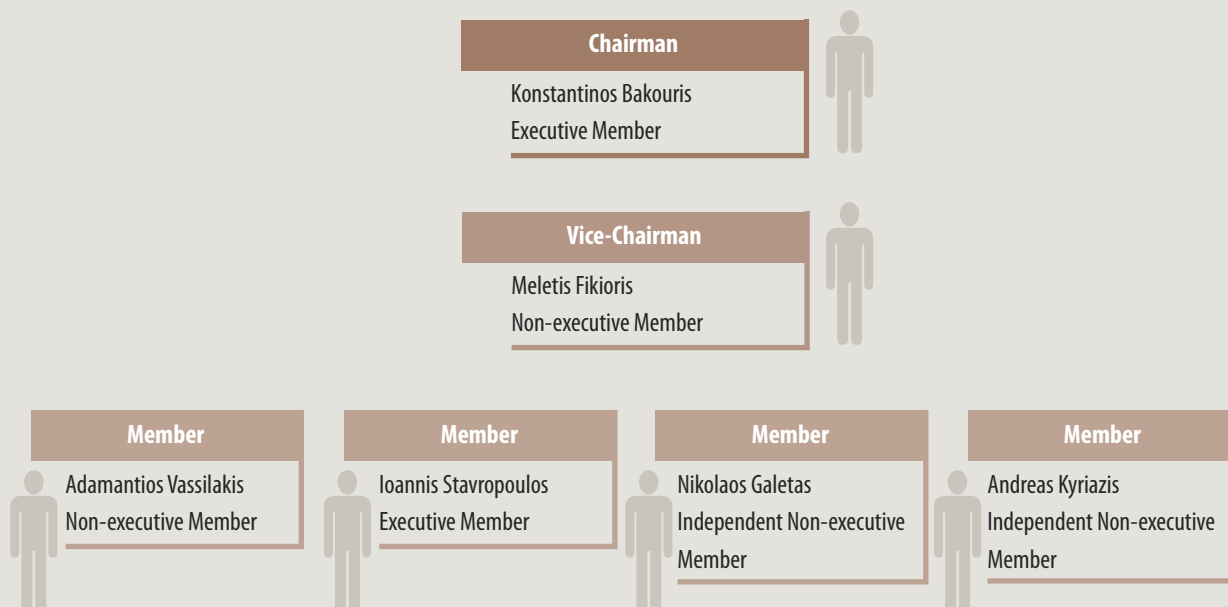 Chairman
Konstantinos Bakouris
Executive Member
Vice-Chairman
Meletis Fikioris
Non-executive Member
Member
Adamantios Vassilakis
Non-executive Member
Member
Ioannis Stavropoulos
Executive Member
Member
Nikolaos Galetas
Independent Non-executive
Member
Member
Andreas Kyriazis
Independent Non-executive
Member